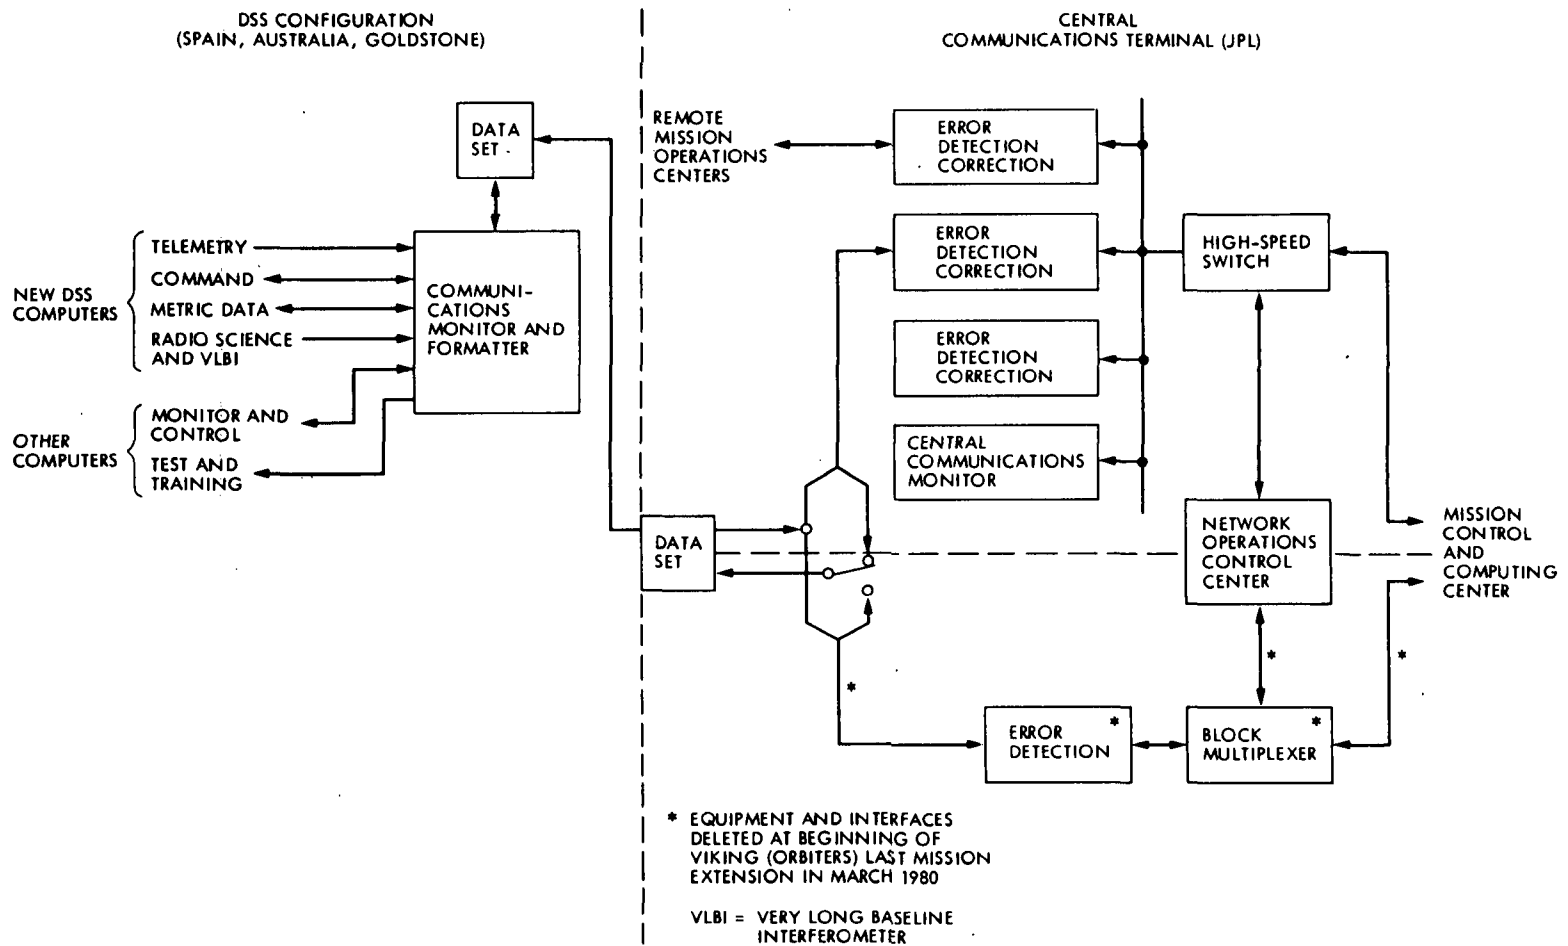 DSS CONFIGURATION
(SPAIN, AUSTRALIA, GOLDSTONE)
CENTRAL
COMMUNICATIONS TERMINAL (JPL)
DATA
SET
NEW DSS
COMPUTERS
TELEMETRY
COMMAND
METRIC DATA
RADIO SCIENCE
AND VLBI
COMMUNI-
CATIONS
MONITOR AND
FORMATTER
OTHER
COMPUTERS
MONITOR AND
CONTROL
TEST AND
TRAINING
REMOTE
MISSION
OPERATIONS
CENTERS
ERROR
DETECTION
CORRECTION
ERROR
DETECTION
CORRECTION
HIGH-SPEED
SWITCH
ERROR
DETECTION
CORRECTION
CENTRAL
COMMUNICATIONS
MONITOR
DATA
SET
NETWORK
OPERATIONS
CONTROL
CENTER
MISSION
CONTROL
AND
COMPUTING
CENTER
*
*
*
ERROR *
DETECTION
BLOCK *
MULTIPLEXER
* EQUIPMENT AND INTERFACES
DELETED AT BEGINNING OF
VIKING (ORBITERS) LAST MISSION
EXTENSION IN MARCH 1980
VLBI = VERY LONG BASELINE
INTERFEROMETER